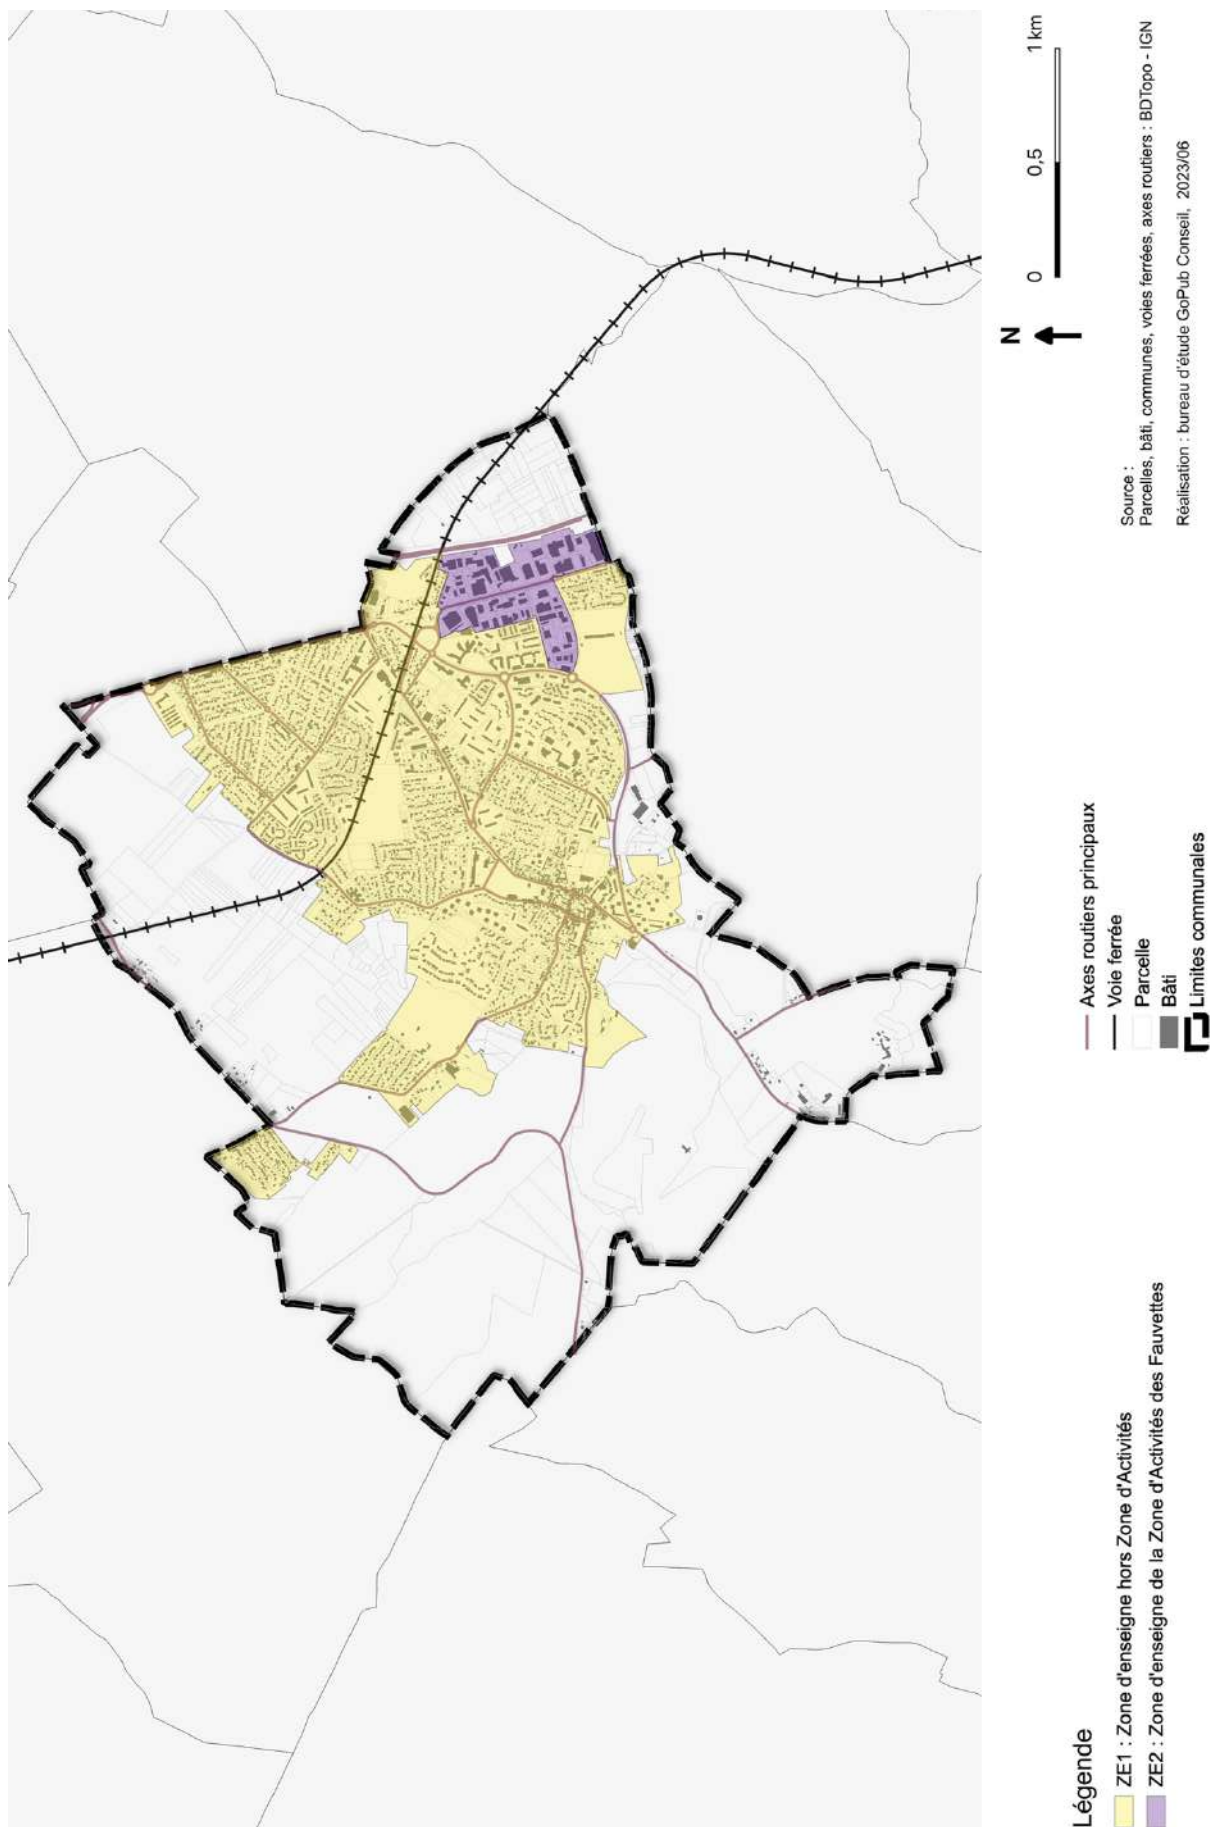 Légende
ZE1 : Zone d'enseigne hors Zone d'Activités
ZE2 : Zone d'enseigne de la Zone d'Activités des Fauvettes
Axes routiers principaux
Voie ferrée
Parcelle
Bâti
Limites communales
N
0 0,5 1 km
Source :
Parcelles, bâti, communes, voies ferrées, axes routiers : BDTopo - IGN
Réalisation : bureau d'étude GoPub Conseil, 2023/06